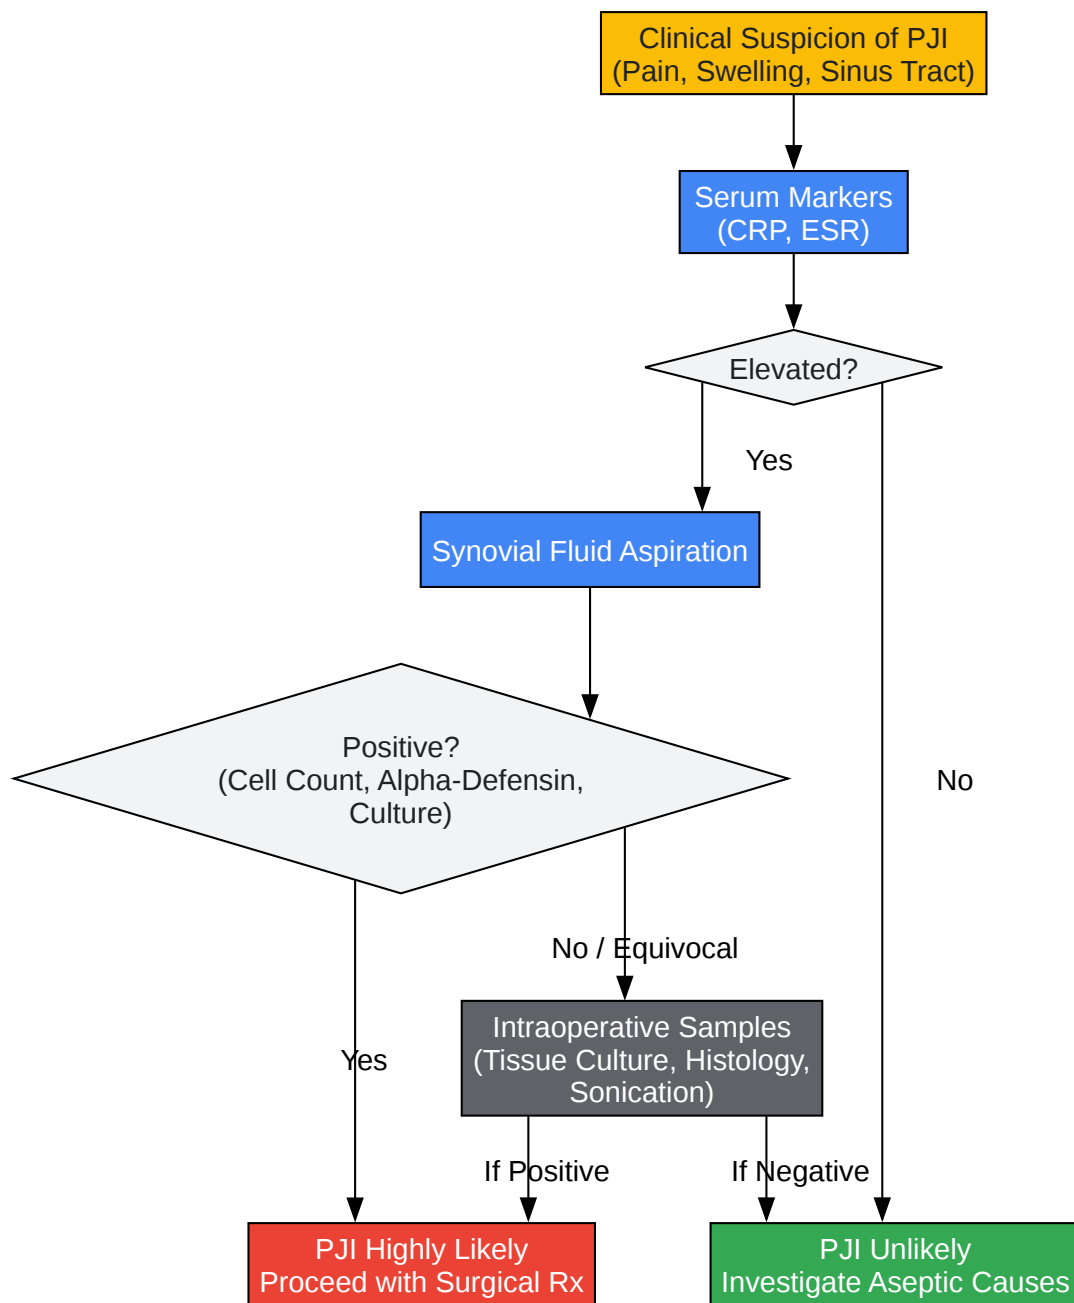 Clinical Suspicion of PJI
(Pain, Swelling, Sinus Tract)
Serum Markers
(CRP, ESR)
Elevated?
Yes
Synovial Fluid Aspiration
Positive?
(Cell Count, Alpha-Defensin,
Culture)
No
No / Equivocal
Intraoperative Samples
(Tissue Culture, Histology,
Sonication)
Yes
If Positive
If Negative
PJI Highly Likely
Proceed with Surgical Rx
PJI Unlikely
Investigate Aseptic Causes